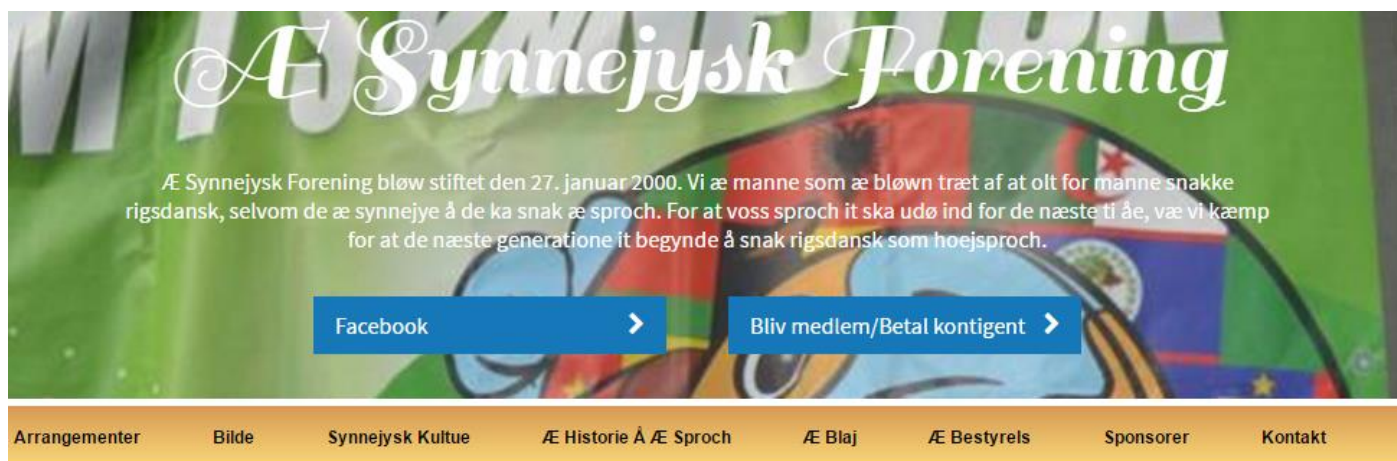 Æ Synnejysk Forening
Æ Synnejysk Forening bløw stiftet den 27. januar 2000. Vi æ manne som æ bløwn træt af at olt for manne snakke
rigsdansk, selvom de æ synnejye å de ka snak æ sproch. For at voss sproch it ska udø ind for de næste ti åe, væ vi kæmp
for at de næste generatione it begynde å snak rigsdansk som hoejsproch.
Facebook
Bliv medlem/Betal kontigent
Arrangementer Bilde Synnejysk Kultue Æ Historie Å Æ Sproch Æ Blaj Æ Bestyrels Sponsorer Kontakt